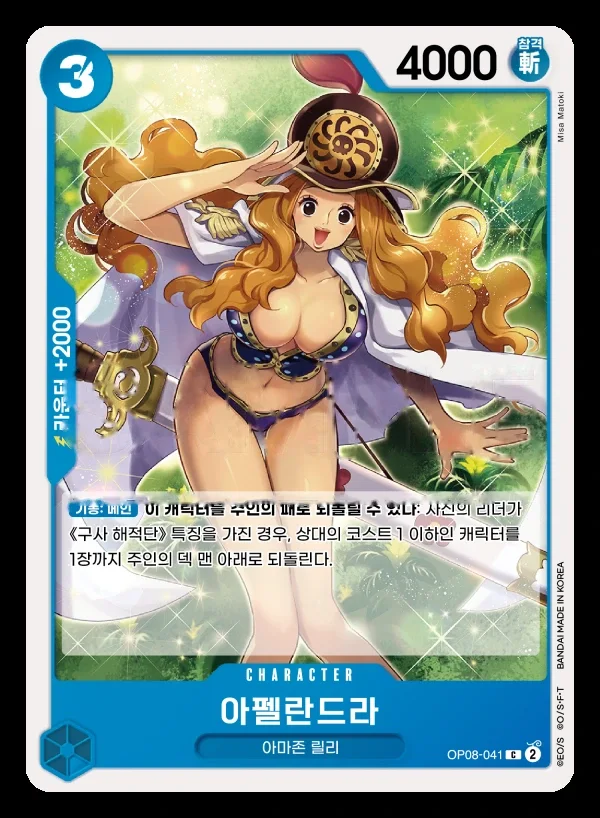 3
4000
참격
斬
Misa Matoki
카운터 +2000
기동: 메인 이 캐릭터를 주인의 패로 되돌릴 수 있다: 자신의 리더가
《구사 해적단》 특징을 가진 경우, 상대의 코스트 1 이하인 캐릭터를
1장까지 주인의 덱 맨 아래로 되돌린다.
CHARACTER
아펠란드라
아마존 릴리
OP08-041 C 2
©EO/S ©O/S·F·T BANDAI MADE IN KOREA